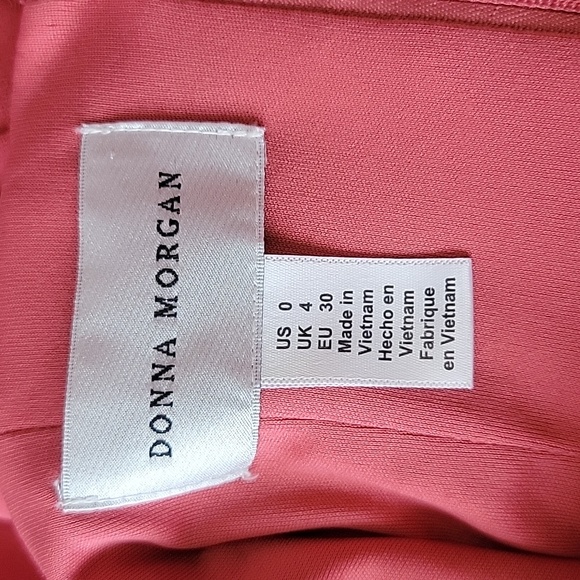 DONNA MORGAN
US 0
UK 4
EU 30
Made in
Vietnam
Hecho en
Vietnam
Fabrique
en Vietnam